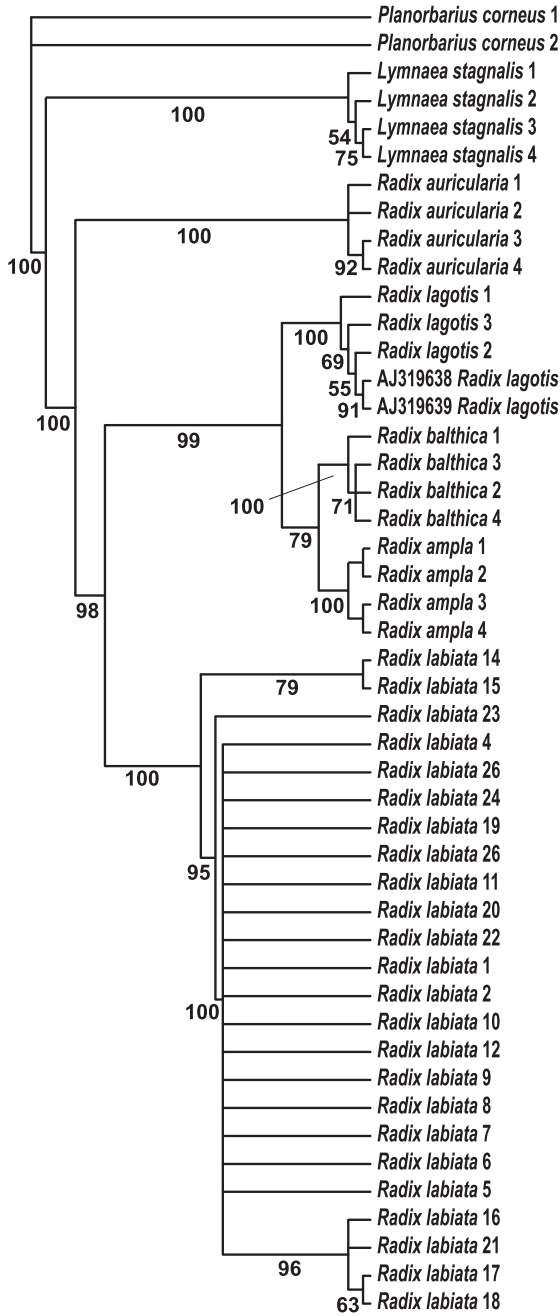 Planorbarius corneus 1
Planorbarius corneus 2
Lymnaea stagnalis 1
Lymnaea stagnalis 2
100
Lymnaea stagnalis 3
54
Lymnaea stagnalis 4
75
Radix auricularia 1
Radix auricularia 2
100
Radix auricularia 3
100
Radix auricularia 4
92
Radix lagotis 1
Radix lagotis 3
100
Radix lagotis 2
69
AJ319638 Radix lagotis
55
AJ319639 Radix lagotis
91
100
Radix balthica 1
99
Radix balthica 3
Radix balthica 2
100
71
Radix balthica 4
79
Radix ampla 1
Radix ampla 2
Radix ampla 3
100
98
Radix ampla 4
Radix labiata 14
Radix labiata 15
79
Radix labiata 23
Radix labiata 4
Radix labiata 26
100
Radix labiata 24
Radix labiata 19
Radix labiata 26
95
Radix labiata 11
Radix labiata 20
Radix labiata 22
Radix labiata 1
Radix labiata 2
100
Radix labiata 10
Radix labiata 12
Radix labiata 9
Radix labiata 8
Radix labiata 7
Radix labiata 6
Radix labiata 5
Radix labiata 16
Radix labiata 21
96
Radix labiata 17
Radix labiata 18
63